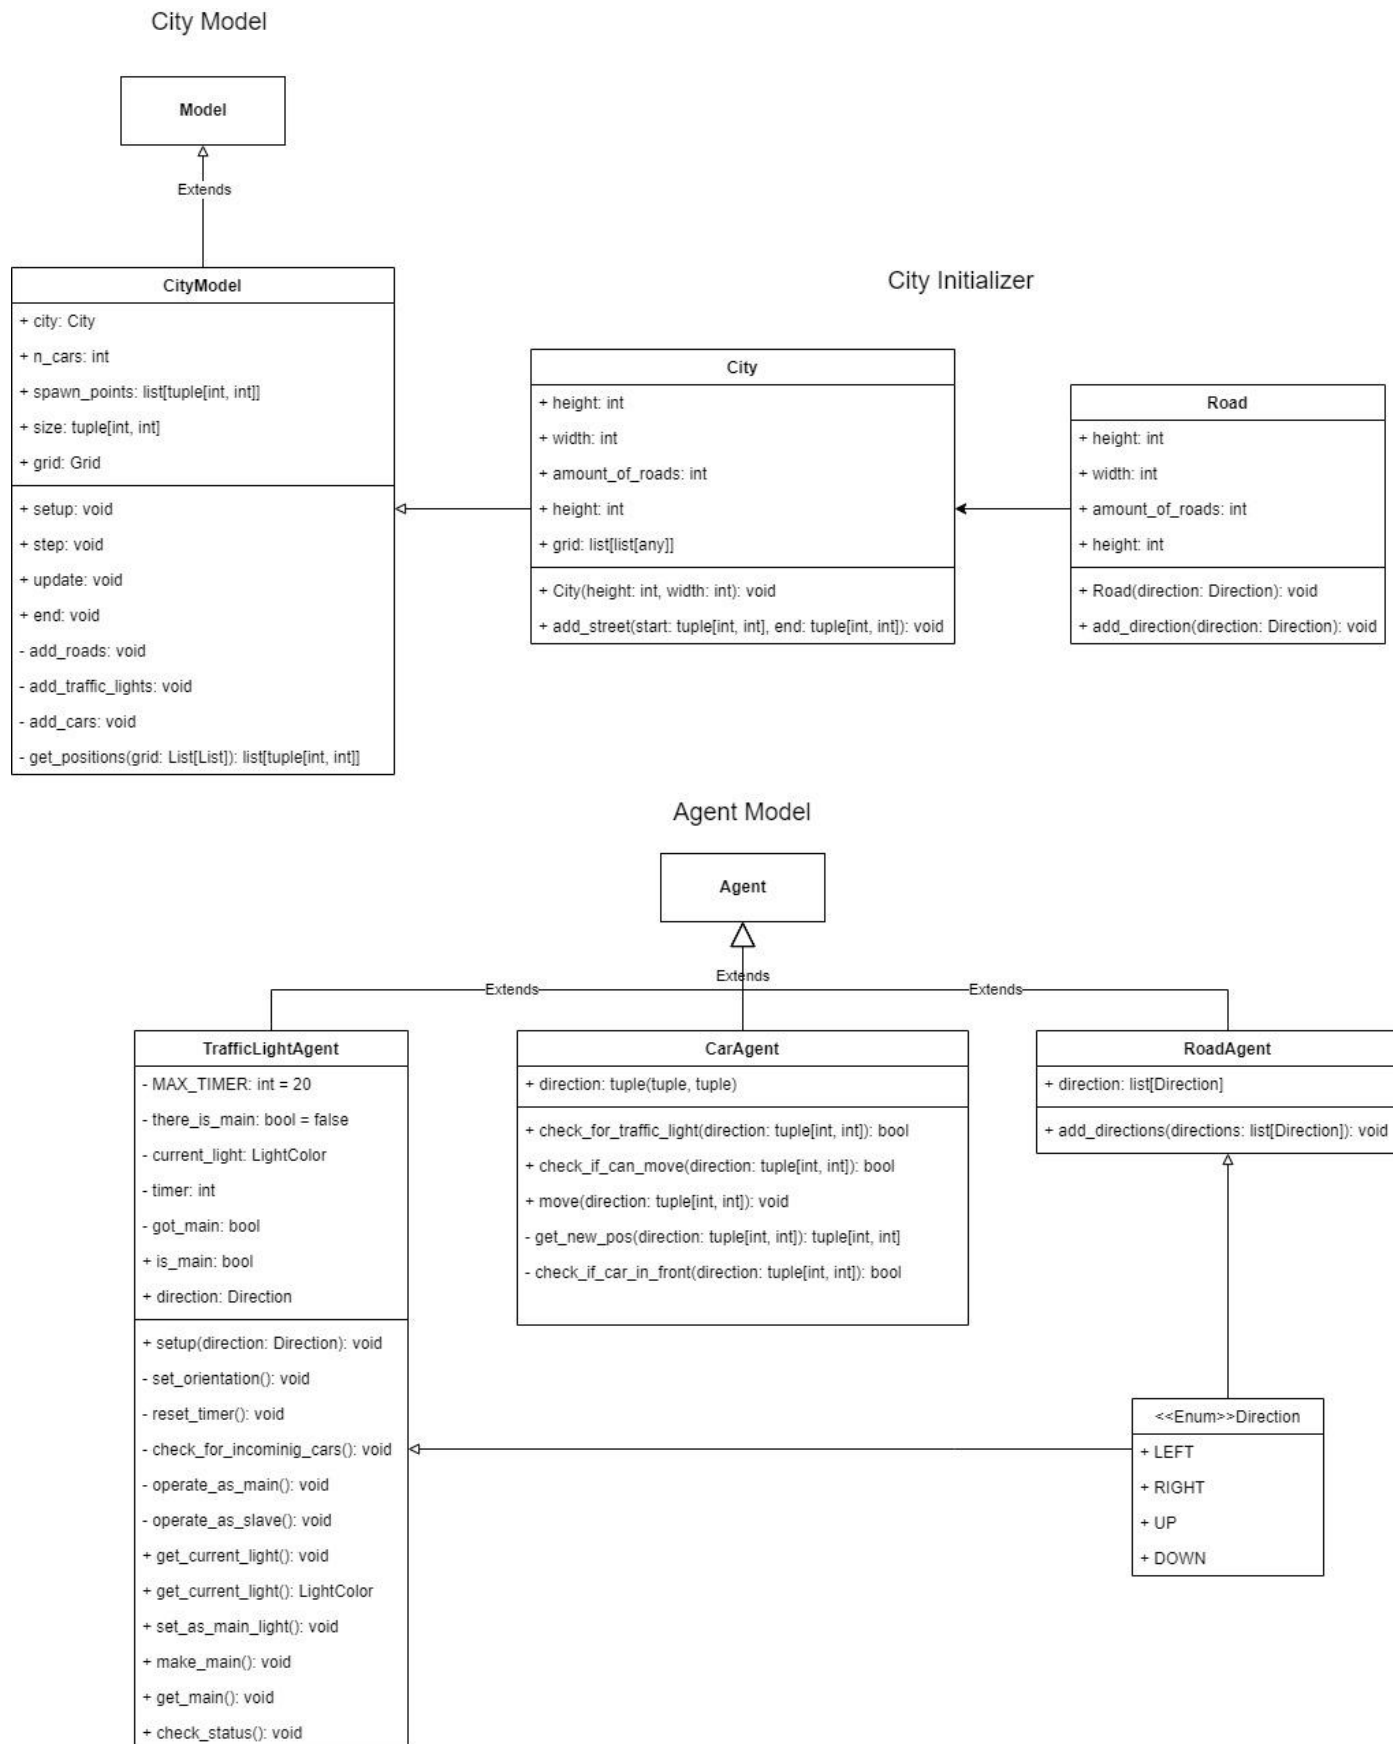 City Model
Model
Extends
CityModel
+ city: City
+ n_cars: int
+ spawn_points: list[tuple[int, int]]
+ size: tuple[int, int]
+ grid: Grid
+ setup: void
+ step: void
+ update: void
+ end: void
- add_roads: void
- add_traffic_lights: void
- add_cars: void
- get_positions(grid: List[List]): list[tuple[int, int]]
City Initializer
City
+ height: int
+ width: int
+ amount_of_roads: int
+ height: int
+ grid: list[list[any]]
+ City(height: int, width: int): void
+ add_street(start: tuple[int, int], end: tuple[int, int]): void
Road
+ height: int
+ width: int
+ amount_of_roads: int
+ height: int
+ Road(direction: Direction): void
+ add_direction(direction: Direction): void
Agent Model
Agent
Extends
Extends
Extends
TrafficLightAgent
- MAX_TIMER: int = 20
- there_is_main: bool = false
- current_light: LightColor
- timer: int
- got_main: bool
+ is_main: bool
+ direction: Direction
+ setup(direction: Direction): void
- set_orientation(): void
- reset_timer(): void
- check_for_incominig_cars(): void
- operate_as_main(): void
- operate_as_slave(): void
+ get_current_light(): void
+ get_current_light(): LightColor
+ set_as_main_light(): void
+ make_main(): void
+ get_main(): void
+ check_status(): void
CarAgent
+ direction: tuple(tuple, tuple)
+ check_for_traffic_light(direction: tuple[int, int]): bool
+ check_if_can_move(direction: tuple[int, int]): bool
+ move(direction: tuple[int, int]): void
- get_new_pos(direction: tuple[int, int]): tuple[int, int]
- check_if_car_in_front(direction: tuple[int, int]): bool
RoadAgent
+ direction: list[Direction]
+ add_directions(directions: list[Direction]): void
<<Enum>>Direction
+ LEFT
+ RIGHT
+ UP
+ DOWN